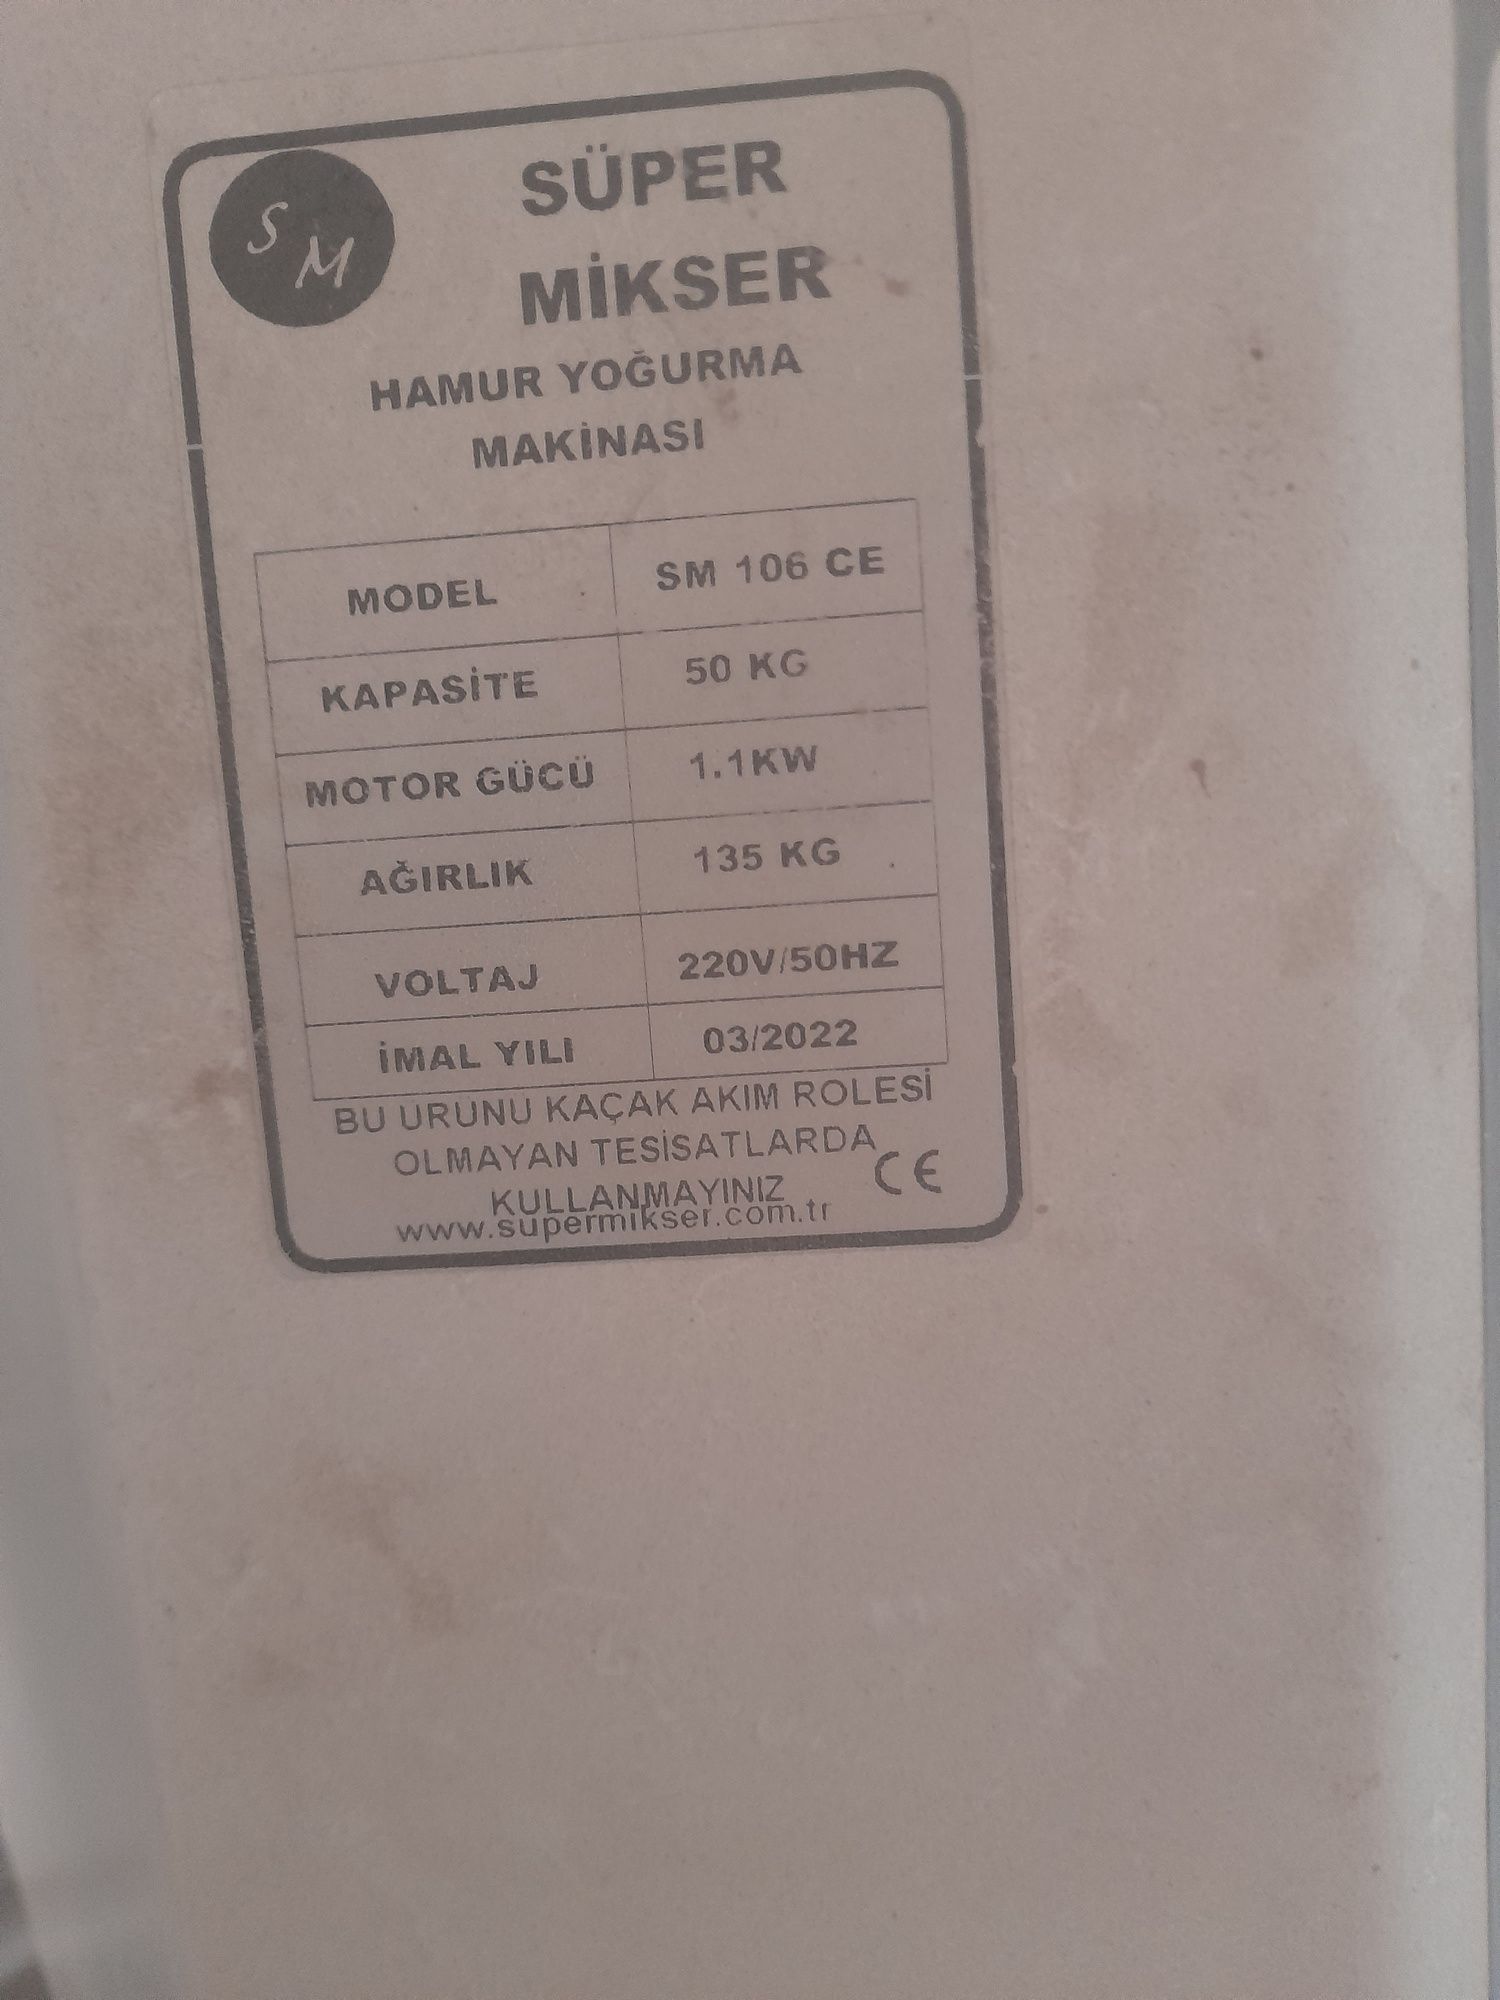 SM
SÜPER
MİKSER
HAMUR YOĞURMA
MAKİNASI
MODEL SM 106 CE
KAPASİTE 50 KG
MOTOR GÜCÜ 1.1KW
AĞIRLIK 135 KG
VOLTAJ 220V/50HZ
İMAL YILI 03/2022
BU URUNU KAÇAK AKIM ROLESİ
OLMAYAN TESİSATLARDA
KULLANMAYINIZ CE
www.supermikser.com.tr